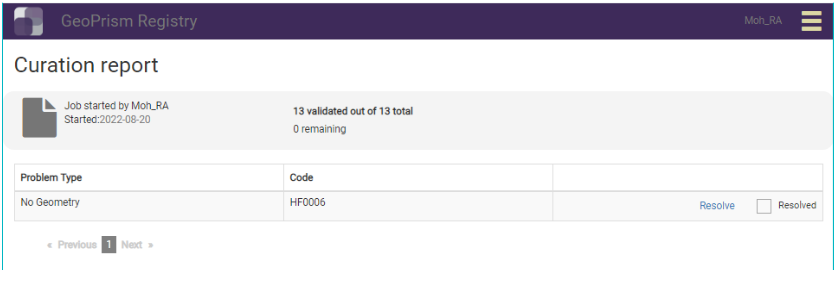 GeoPrism Registry
Moh_RA
Curation report
Job started by Moh_RA
Started:2022-08-20
13 validated out of 13 total
0 remaining
Problem Type Code
No Geometry HF0006 Resolve Resolved
« Previous 1 Next »